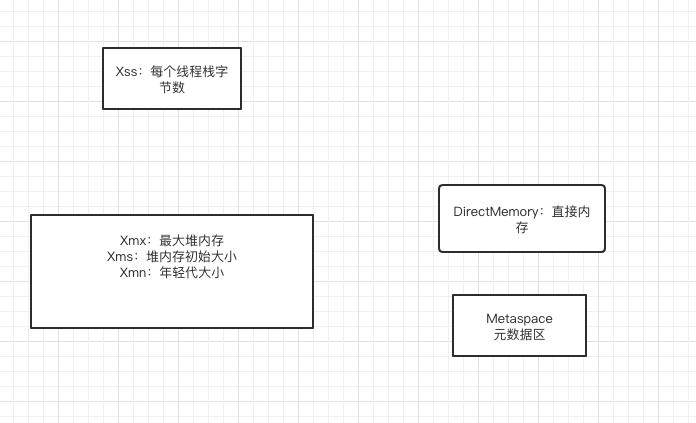 Xss：每个线程栈字
节数
DirectMemory：直接内
存
Xmx：最大堆内存
Xms：堆内存初始大小
Xmn：年轻代大小
Metaspace
元数据区